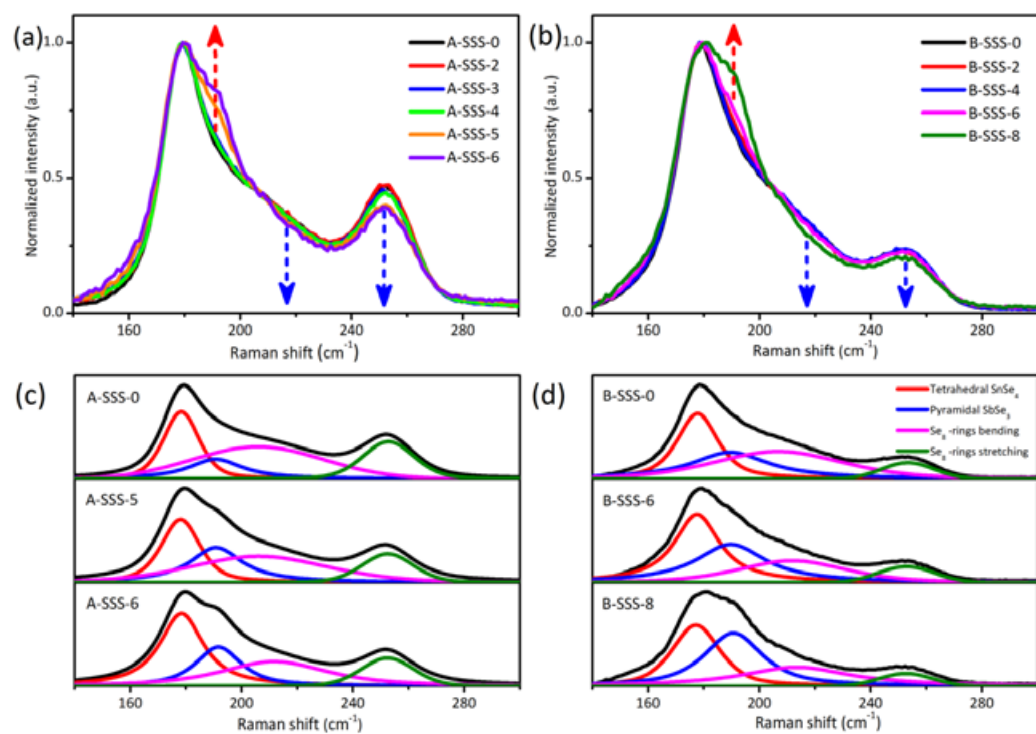 (a)
A-SSS-0
A-SSS-2
A-SSS-3
A-SSS-4
A-SSS-5
A-SSS-6
1.0
0.5
0.0
Normalized intensity (a.u.)
160 200 240 280
Raman shift (cm⁻¹)
(b)
B-SSS-0
B-SSS-2
B-SSS-4
B-SSS-6
B-SSS-8
1.0
0.5
0.0
Normalized intensity (a.u.)
160 200 240 280
Raman shift (cm⁻¹)
(c)
A-SSS-0
A-SSS-5
A-SSS-6
160 200 240 280
Raman shift (cm⁻¹)
(d)
B-SSS-0
Tetrahedral SnSe₄
Pyramidal SbSe₃
Se₈ -rings bending
Se₈ -rings stretching
B-SSS-6
B-SSS-8
160 200 240 280
Raman shift (cm⁻¹)